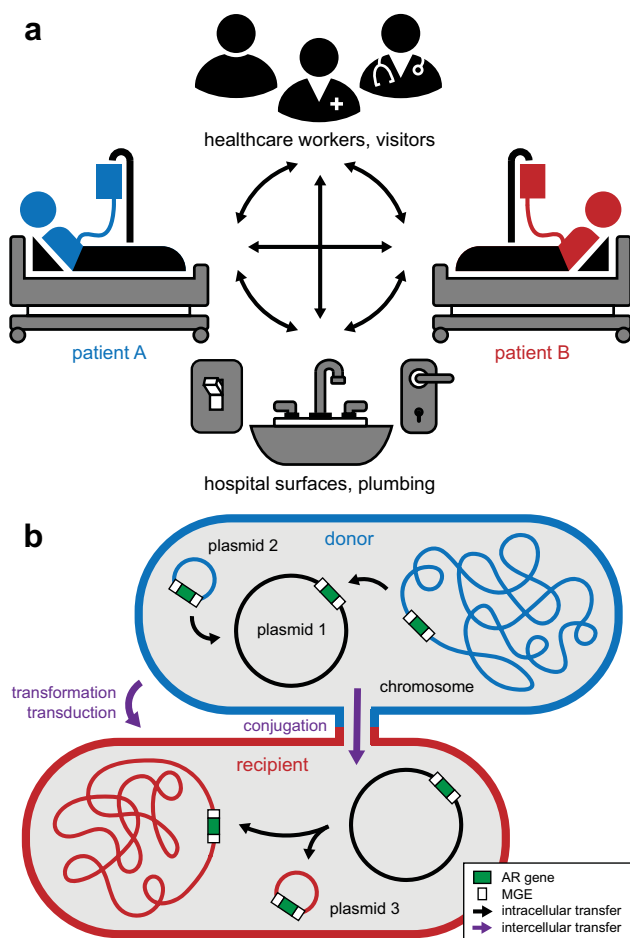 a
healthcare workers, visitors
patient A
patient B
hospital surfaces, plumbing
b
plasmid 2
donor
plasmid 1
chromosome
transformation
transduction
conjugation
recipient
plasmid 3
AR gene
MGE
intracellular transfer
intercellular transfer